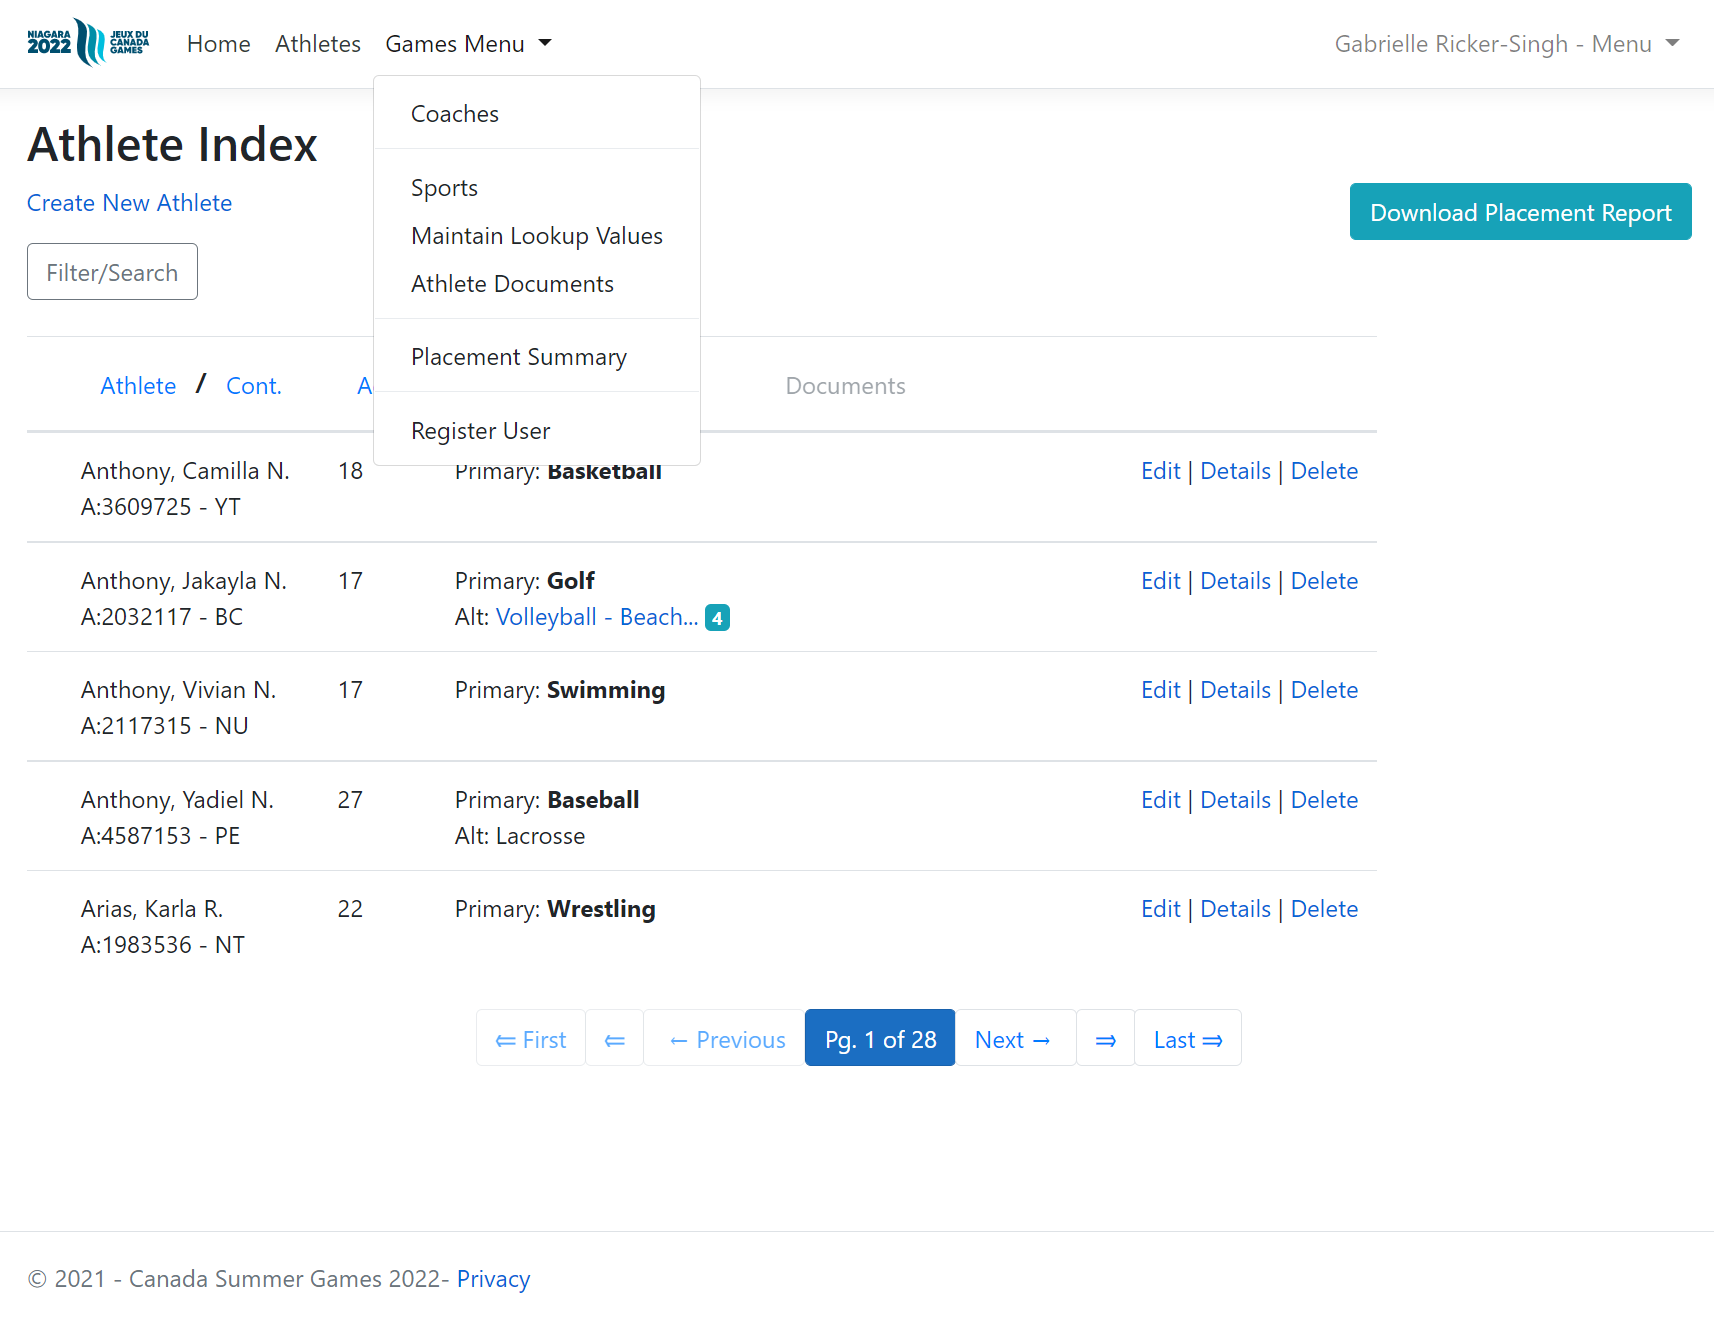 NIAGARA 2022 JEUX DU CANADA GAMES
Home Athletes Games Menu
Gabrielle Ricker-Singh - Menu
Coaches
Sports
Maintain Lookup Values
Athlete Documents
Placement Summary
Register User
Athlete Index
Create New Athlete
Download Placement Report
Filter/Search
Athlete / Cont. A Documents
Anthony, Camilla N. 18 Primary: Basketball Edit | Details | Delete
A:3609725 - YT
Anthony, Jakayla N. 17 Primary: Golf Edit | Details | Delete
A:2032117 - BC Alt: Volleyball - Beach... 4
Anthony, Vivian N. 17 Primary: Swimming Edit | Details | Delete
A:2117315 - NU
Anthony, Yadiel N. 27 Primary: Baseball Edit | Details | Delete
A:4587153 - PE Alt: Lacrosse
Arias, Karla R. 22 Primary: Wrestling Edit | Details | Delete
A:1983536 - NT
⇐ First ⇐ ← Previous Pg. 1 of 28 Next → ⇒ Last ⇒
© 2021 - Canada Summer Games 2022- Privacy